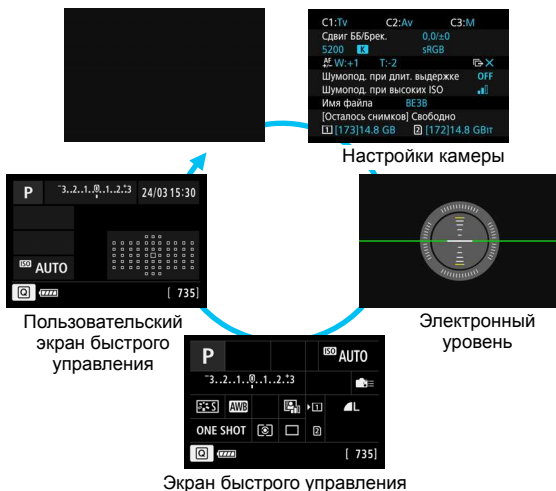 C1:Tv C2:Av C3:M
Сдвиг ББ/Брек. 0,0/±0
5200 K sRGB
AF W:+1 T:-2
Шумопод. при длит. выдержке OFF
Шумопод. при высоких ISO
Имя файла BE3B
[Осталось снимков] Свободно
1 [173]14.8 GB 2 [172]14.8 GBит
Настройки камеры
P -3..2..1..0..1..2..+3 24/03 15:30
ISO AUTO
Q [ 735]
Пользовательский
экран быстрого
управления
Электронный
уровень
P ISO AUTO
-3..2..1..0..1..2..+3
S AWB 1 L
ONE SHOT 2
Q [ 735]
Экран быстрого управления